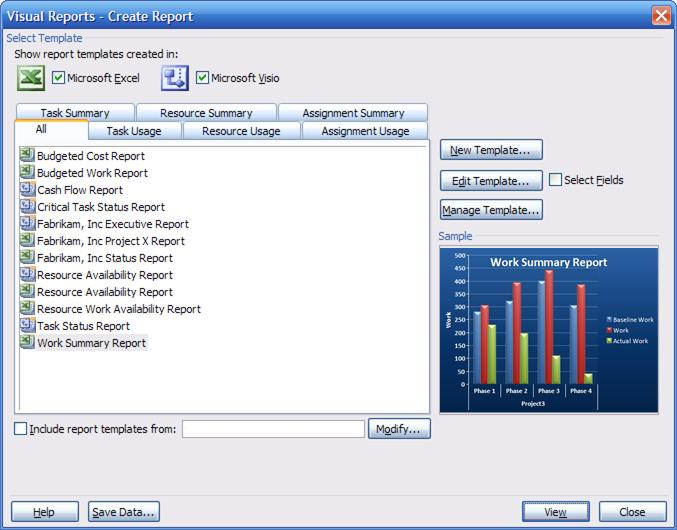 Visual Reports - Create Report
Select Template
Show report templates created in:
Microsoft Excel Microsoft Visio
Task Summary Resource Summary Assignment Summary
All Task Usage Resource Usage Assignment Usage
Budgeted Cost Report
Budgeted Work Report
Cash Flow Report
Critical Task Status Report
Fabrikam, Inc Executive Report
Fabrikam, Inc Project X Report
Fabrikam, Inc Status Report
Resource Availability Report
Resource Availability Report
Resource Work Availability Report
Task Status Report
Work Summary Report
New Template...
Edit Template... Select Fields
Manage Template...
Sample
Work Summary Report
500
450
400
350
300
250
200
150
100
50
0
Work
Phase 1 Phase 2 Phase 3 Phase 4
Project3
Baseline Work
Work
Actual Work
Include report templates from: Modify...
Help Save Data... View Close